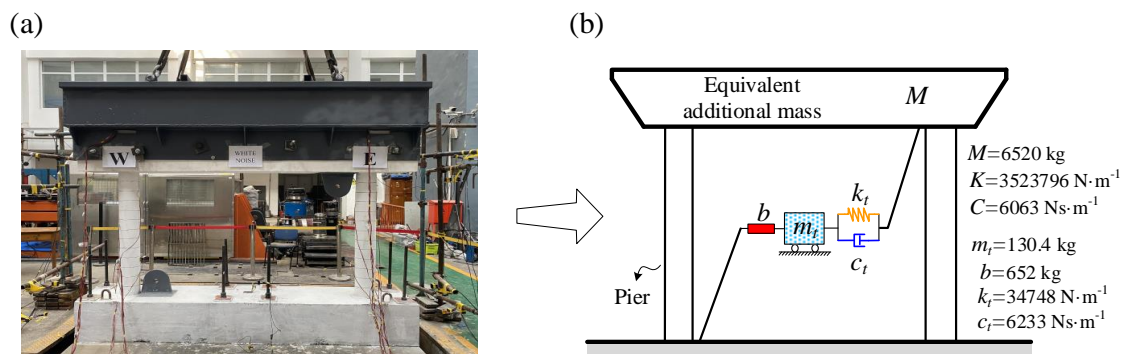 (a)
(b)
W
WHITE
NOISE
E
Equivalent
additional mass
M
M=6520 kg
K=3523796 N·m⁻¹
C=6063 Ns·m⁻¹
kₜ
b
mₜ
cₜ
mₜ=130.4 kg
b=652 kg
kₜ=34748 N·m⁻¹
cₜ=6233 Ns·m⁻¹
Pier